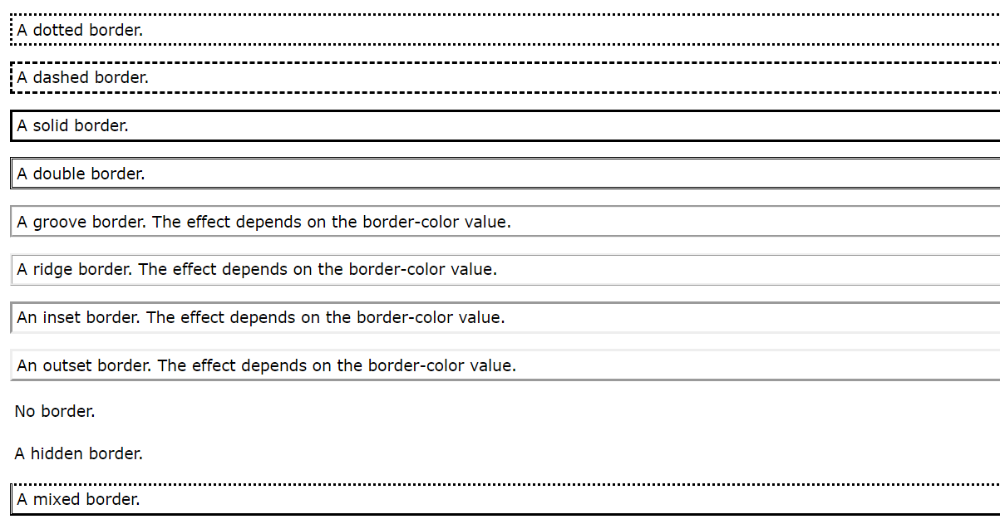 A dotted border.
A dashed border.
A solid border.
A double border.
A groove border. The effect depends on the border-color value.
A ridge border. The effect depends on the border-color value.
An inset border. The effect depends on the border-color value.
An outset border. The effect depends on the border-color value.
No border.
A hidden border.
A mixed border.